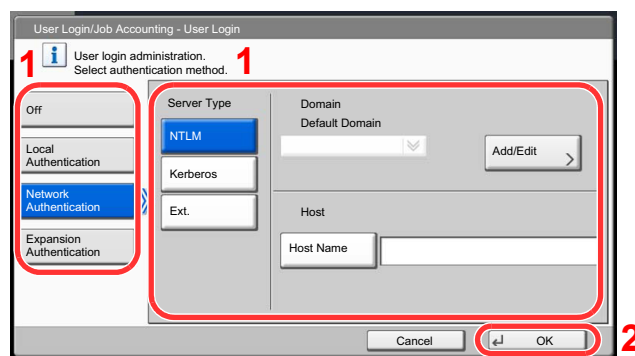 User Login/Job Accounting - User Login
i
User login administration.
Select authentication method.
1
1
Off
Local
Authentication
Network
Authentication
Expansion
Authentication
Server Type
NTLM
Kerberos
Ext.
Domain
Default Domain
Add/Edit
Host
Host Name
Cancel
OK
2